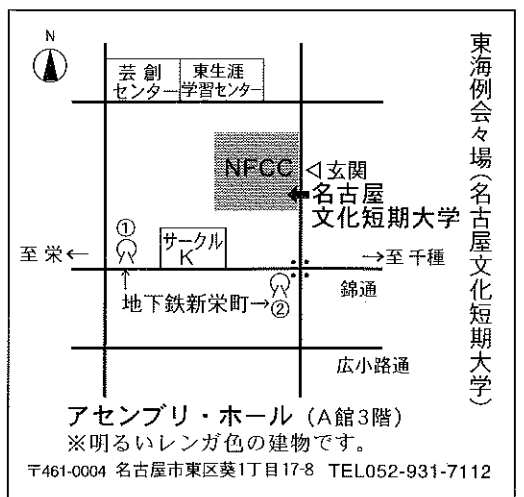 東海例会々場(名古屋文化短期大学)
N
芸創
センター
東生涯
学習センター
NFCC
◁玄関
←名古屋
文化短期大学
①
サークル
K
至栄←
→至千種
地下鉄新栄町→②
錦通
広小路通
アセンブリ・ホール (A館3階)
※明るいレンガ色の建物です。
〒461-0004 名古屋市東区葵1丁目17-8 TEL052-931-7112